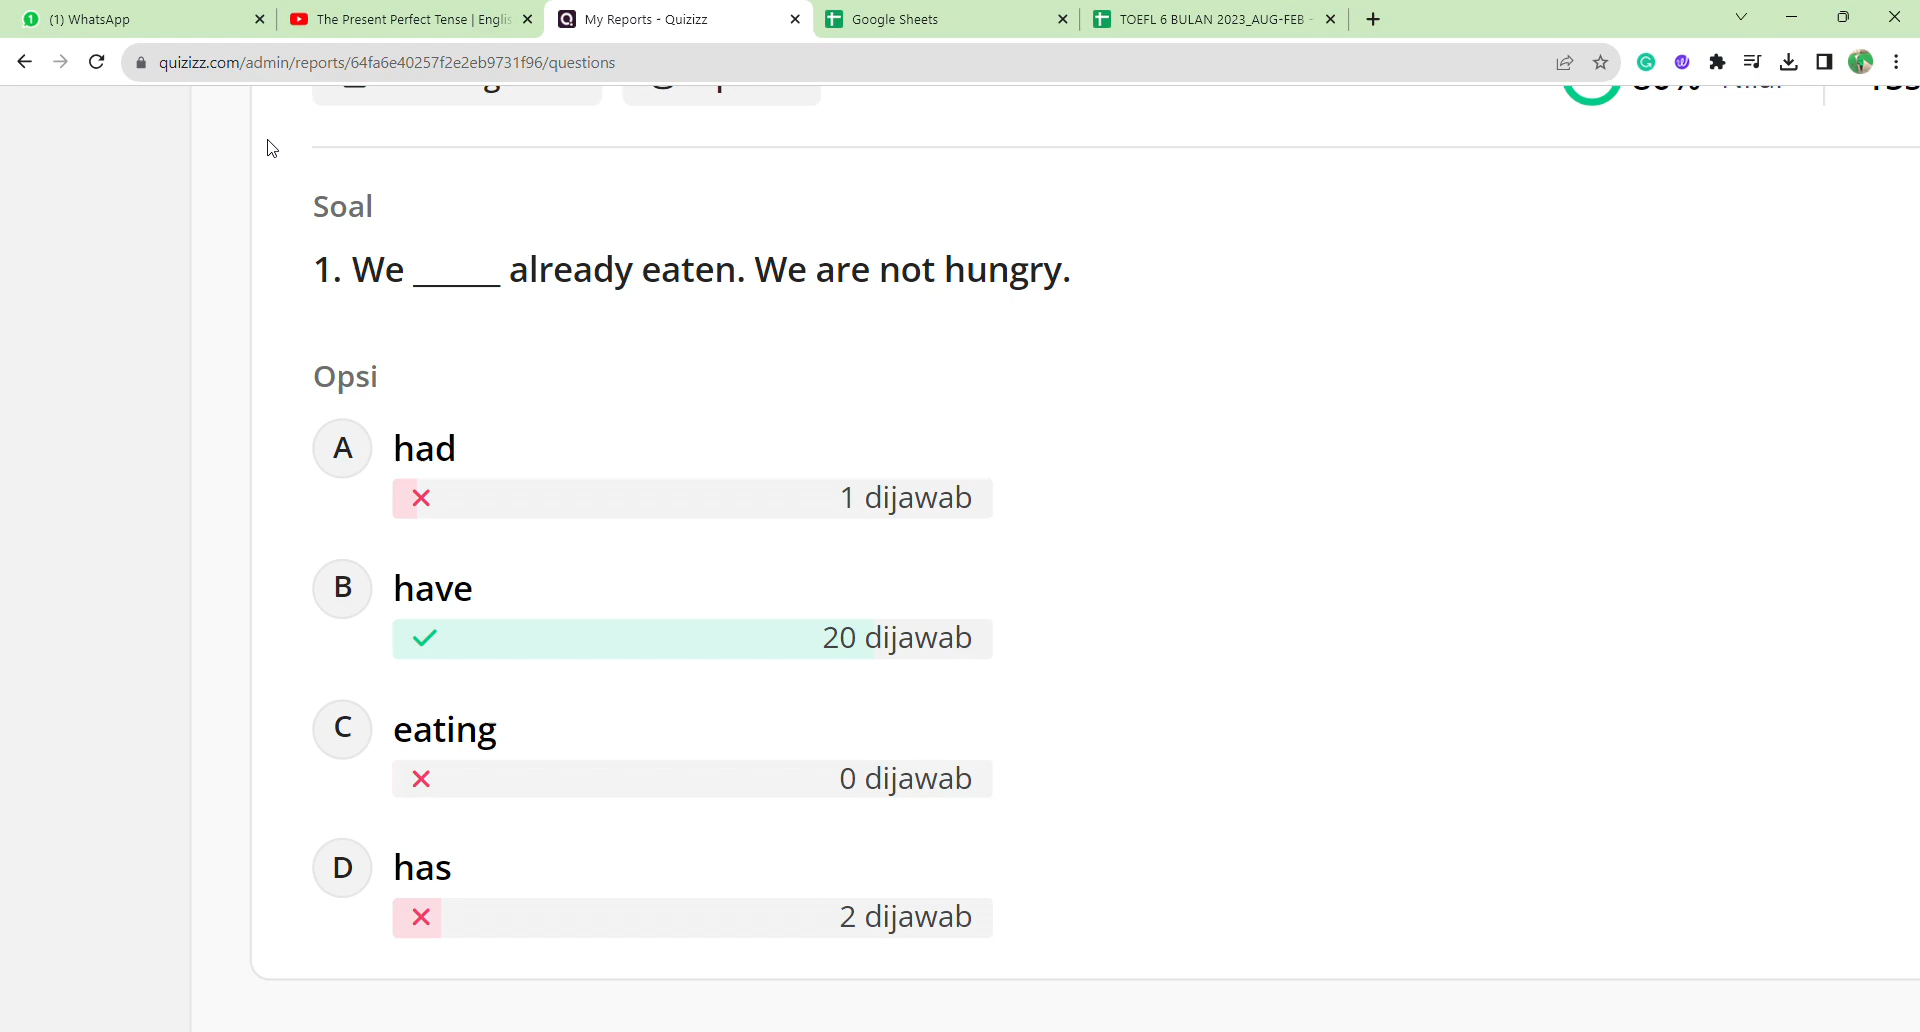 (1) WhatsApp
The Present Perfect Tense | Englis
My Reports - Quizizz
Google Sheets
TOEFL 6 BULAN 2023_AUG-FEB -
quizizz.com/admin/reports/64fa6e40257f2e2eb9731f96/questions
Soal
1. We _____ already eaten. We are not hungry.
Opsi
A had
1 dijawab
B have
20 dijawab
C eating
0 dijawab
D has
2 dijawab